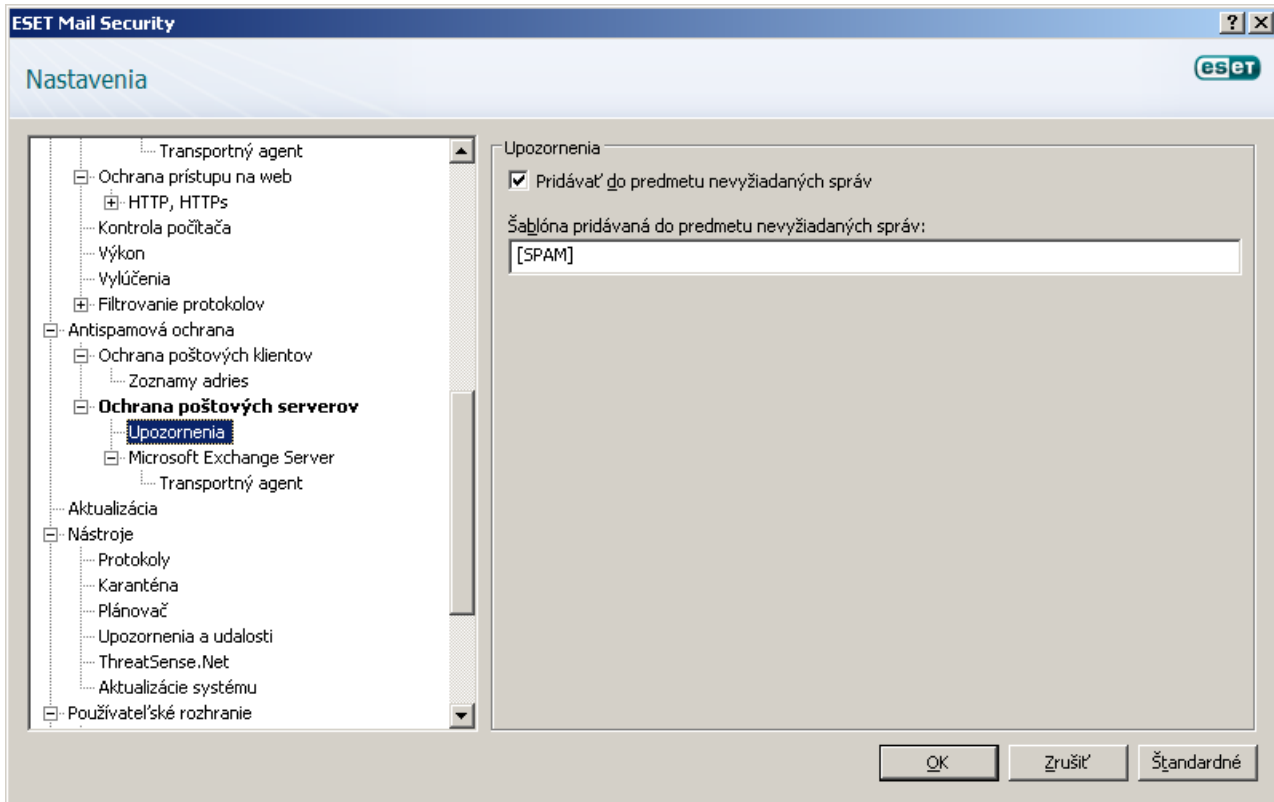 ESET Mail Security
Nastavenia
eseT
Transportný agent
Ochrana prístupu na web
HTTP, HTTPs
Kontrola počítača
Výkon
Vylúčenia
Filtrovanie protokolov
Antispamová ochrana
Ochrana poštových klientov
Zoznamy adries
Ochrana poštových serverov
Upozornenia
Microsoft Exchange Server
Transportný agent
Aktualizácia
Nástroje
Protokoly
Karanténa
Plánovač
Upozornenia a udalosti
ThreatSense.Net
Aktualizácie systému
Používateľské rozhranie
Upozornenia
Pridávať do predmetu nevyžiadaných správ
Šablóna pridávaná do predmetu nevyžiadaných správ:
[SPAM]
OK
Zrušiť
Štandardné